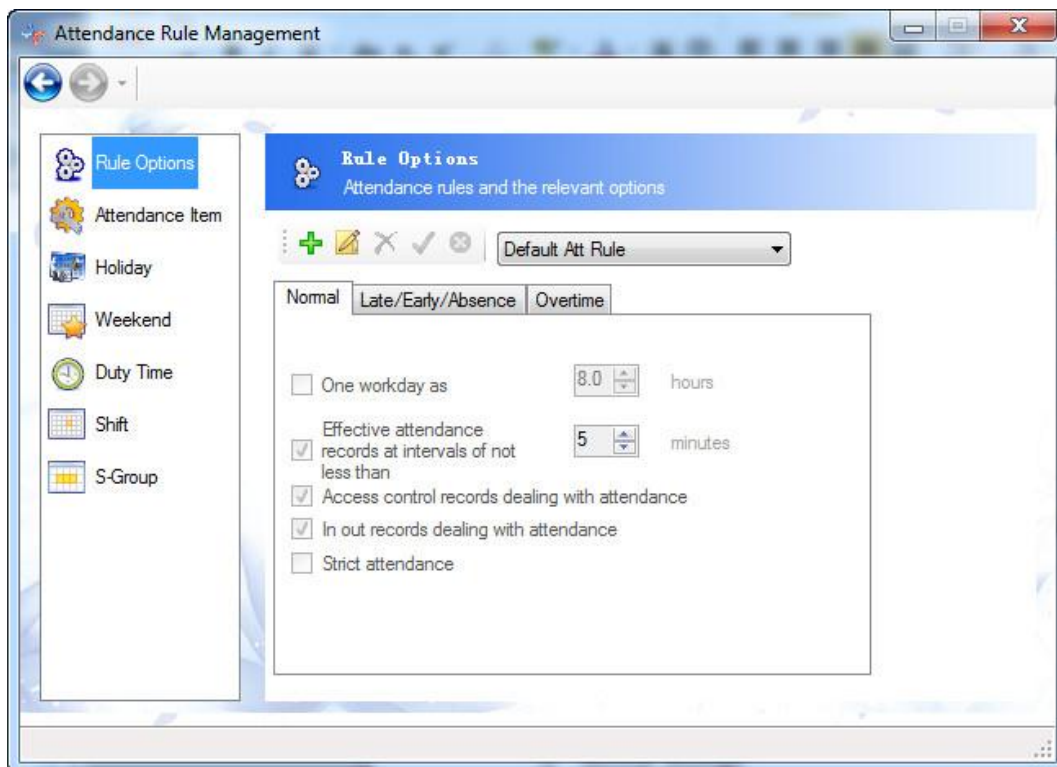 Attendance Rule Management
Rule Options
Attendance Item
Holiday
Weekend
Duty Time
Shift
S-Group
Rule Options
Attendance rules and the relevant options
Default Att Rule
Normal
Late/Early/Absence
Overtime
One workday as
8.0
hours
Effective attendance
records at intervals of not
less than
5
minutes
Access control records dealing with attendance
In out records dealing with attendance
Strict attendance